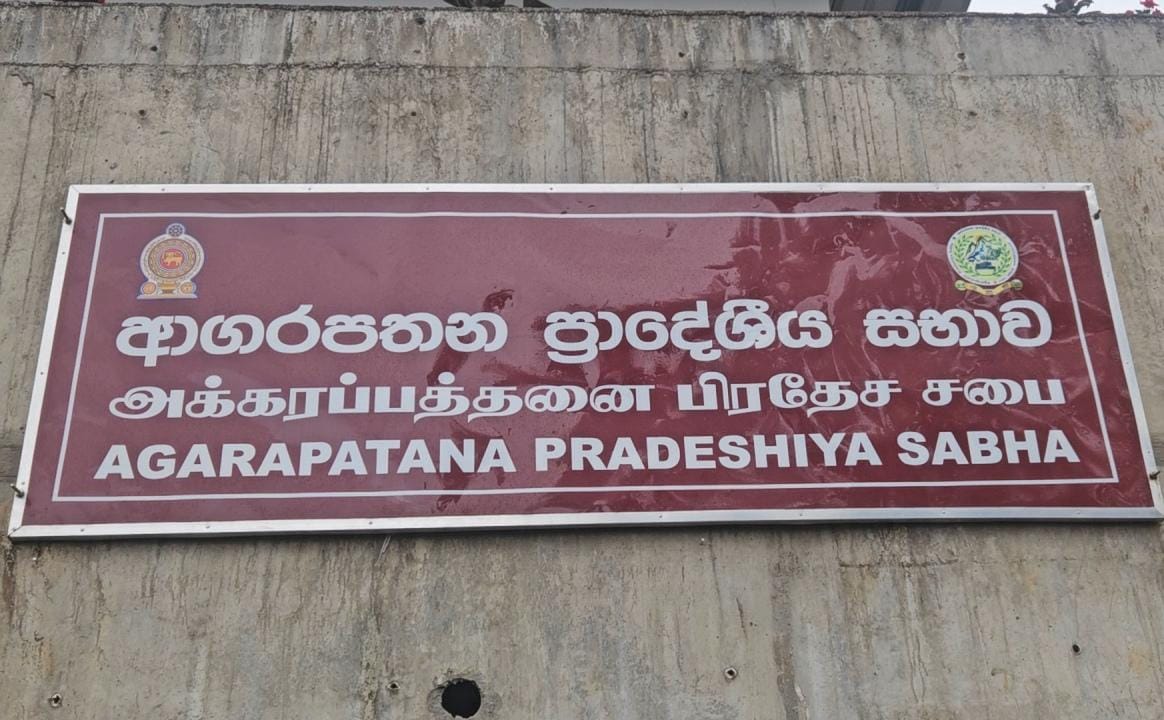 ආගරපතන ප්‍රාදේශීය සභාව
அக்கரப்பத்தனை பிரதேச சபை
AGARAPATANA PRADESHIYA SABHA